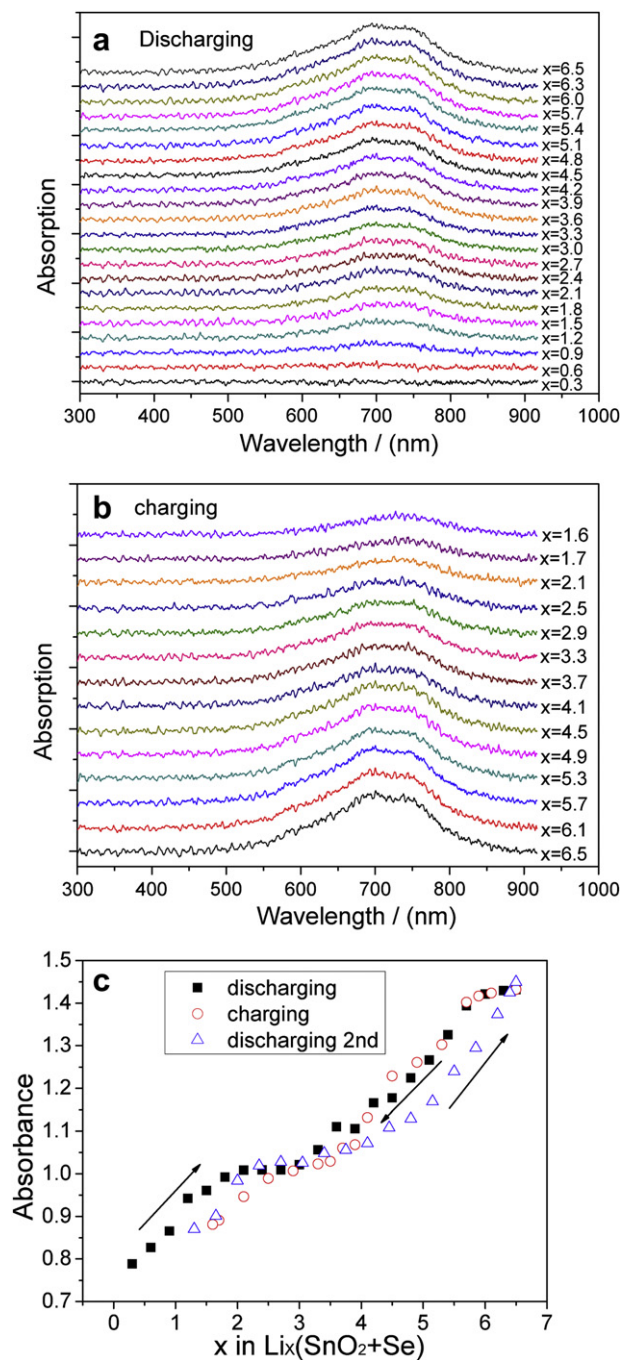 a Discharging
x=6.5
x=6.3
x=6.0
x=5.7
x=5.4
x=5.1
x=4.8
x=4.5
x=4.2
x=3.9
x=3.6
x=3.3
x=3.0
x=2.7
x=2.4
x=2.1
x=1.8
x=1.5
x=1.2
x=0.9
x=0.6
x=0.3
Absorption
300 400 500 600 700 800 900 1000
Wavelength / (nm)
b charging
x=1.6
x=1.7
x=2.1
x=2.5
x=2.9
x=3.3
x=3.7
x=4.1
x=4.5
x=4.9
x=5.3
x=5.7
x=6.1
x=6.5
Absorption
300 400 500 600 700 800 900 1000
Wavelength / (nm)
c
discharging
charging
discharging 2nd
1.5
1.4
1.3
1.2
1.1
1.0
0.9
0.8
0.7
Absorbance
0 1 2 3 4 5 6 7
x in Liₓ(SnO₂+Se)